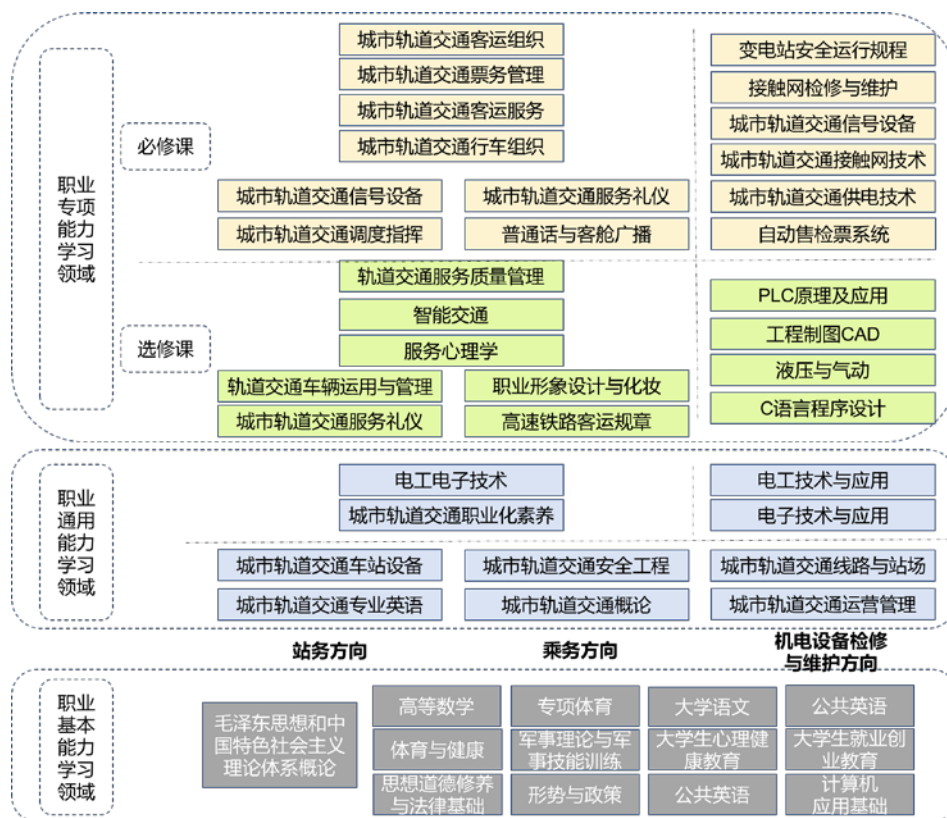 职业
专项
能力
学习
领域
必修课
城市轨道交通客运组织
城市轨道交通票务管理
城市轨道交通客运服务
城市轨道交通行车组织
城市轨道交通信号设备
城市轨道交通服务礼仪
城市轨道交通调度指挥
普通话与客舱广播
变电站安全运行规程
接触网检修与维护
城市轨道交通信号设备
城市轨道交通接触网技术
城市轨道交通供电技术
自动售检票系统
选修课
轨道交通服务质量管理
智能交通
服务心理学
轨道交通车辆运用与管理
职业形象设计与化妆
城市轨道交通服务礼仪
高速铁路客运规章
PLC原理及应用
工程制图CAD
液压与气动
C语言程序设计
职业
通用
能力
学习
领域
电工电子技术
城市轨道交通职业化素养
电工技术与应用
电子技术与应用
城市轨道交通车站设备
城市轨道交通安全工程
城市轨道交通线路与站场
城市轨道交通专业英语
城市轨道交通概论
城市轨道交通运营管理
站务方向
乘务方向
机电设备检修
与维护方向
职业
基本
能力
学习
领域
毛泽东思想和中
国特色社会主义
理论体系概论
高等数学
专项体育
大学语文
公共英语
体育与健康
军事理论与军
事技能训练
大学生心理健
康教育
大学生就业创
业教育
思想道德修养
与法律基础
形势与政策
公共英语
计算机
应用基础